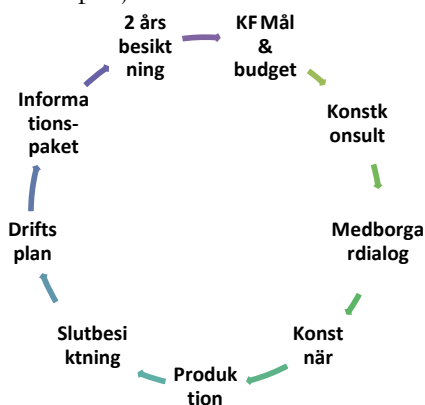 2 års
besikt
ning
KF Mål
&
budget
Konstk
onsult
Medborga
rdialog
Konst
när
Produk
tion
Slutbesi
ktning
Drifts
plan
Informa
tions-
paket